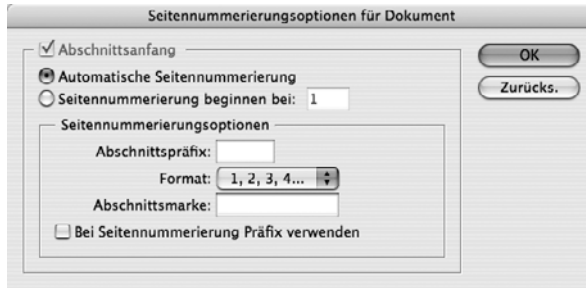 Seitennummerierungsoptionen für Dokument
Abschnittsanfang
OK
Automatische Seitennummerierung
Zurücks.
Seitennummerierung beginnen bei: 1
Seitennummerierungsoptionen
Abschnittspräfix:
Format: 1, 2, 3, 4...
Abschnittsmarke:
Bei Seitennummerierung Präfix verwenden